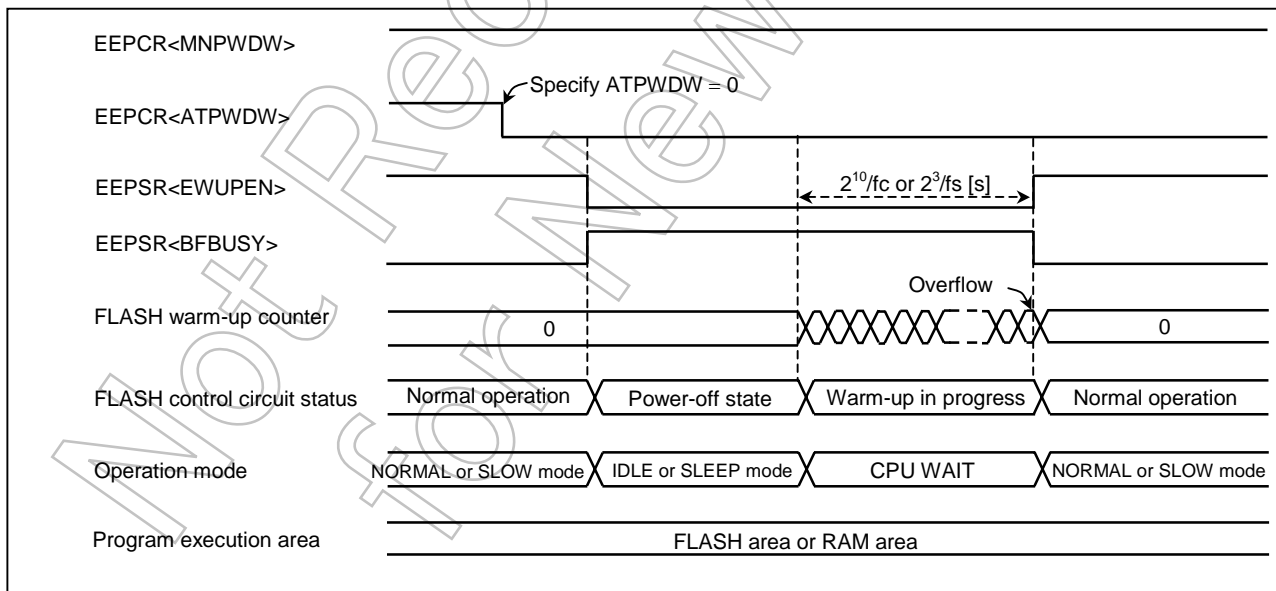 EEPCR<MNPWDW>
Specify ATPWDW = 0
EEPCR<ATPWDW>
EEPSR<EWUPEN>
2^10/fc or 2^3/fs [s]
EEPSR<BFBUSY>
Overflow
FLASH warm-up counter
0
0
FLASH control circuit status
Normal operation
Power-off state
Warm-up in progress
Normal operation
Operation mode
NORMAL or SLOW mode
IDLE or SLEEP mode
CPU WAIT
NORMAL or SLOW mode
Program execution area
FLASH area or RAM area
Not Rec
for New